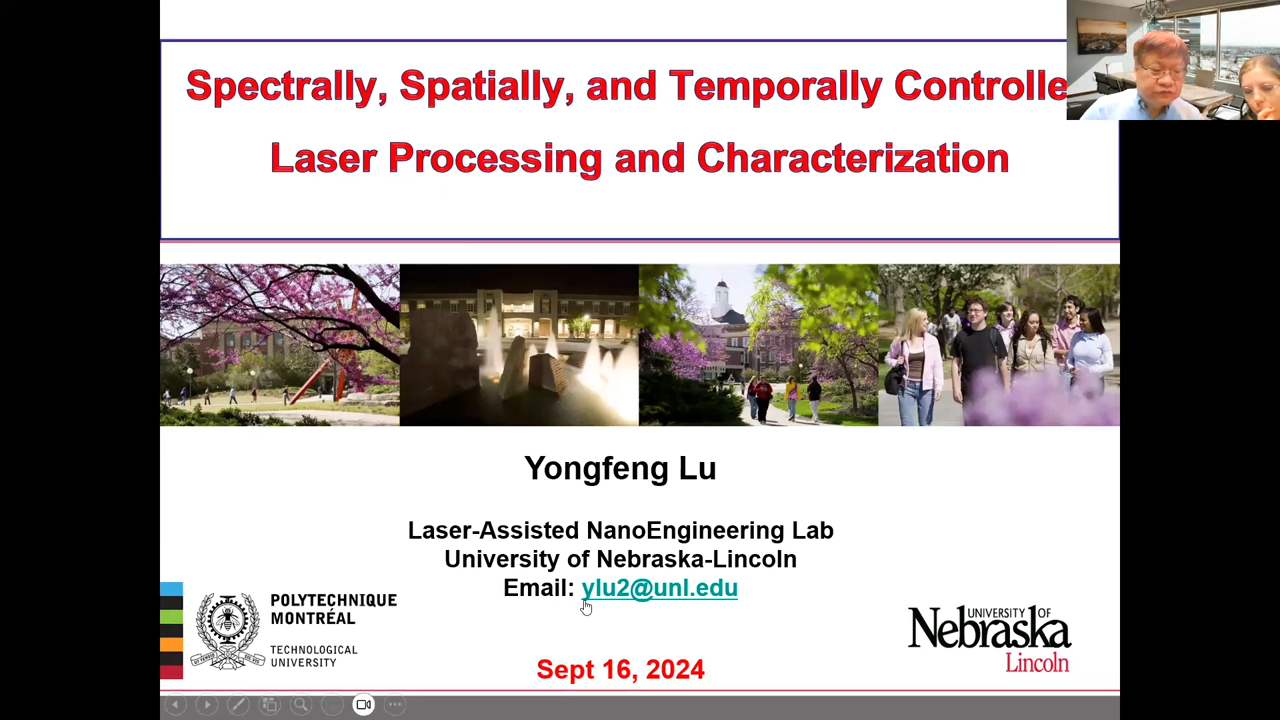 Spectrally, Spatially, and Temporally Controlle
Laser Processing and Characterization
Yongfeng Lu
Laser-Assisted NanoEngineering Lab
University of Nebraska-Lincoln
Email: ylu2@unl.edu
POLYTECHNIQUE
MONTRÉAL
TECHNOLOGICAL
UNIVERSITY
UNIVERSITY OF
Nebraska
Lincoln
Sept 16, 2024